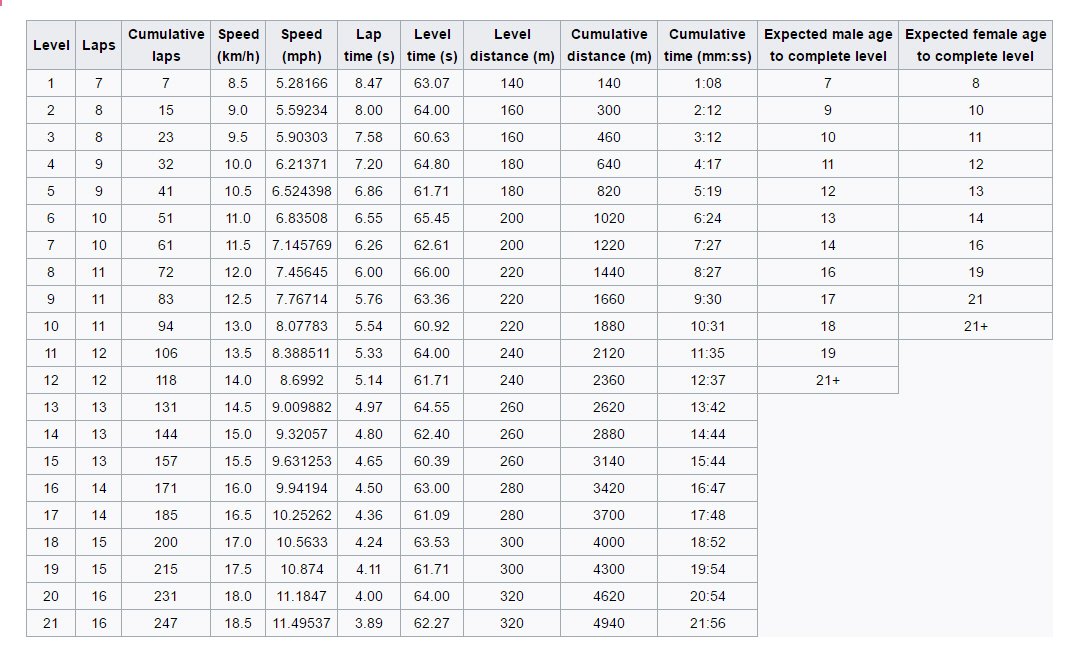 Level Laps Cumulative laps Speed (km/h) Speed (mph) Lap time (s) Level time (s) Level distance (m) Cumulative distance (m) Cumulative time (mm:ss) Expected male age to complete level Expected female age to complete level
1 7 7 8.5 5.28166 8.47 63.07 140 140 1:08 7 8
2 8 15 9.0 5.59234 8.00 64.00 160 300 2:12 9 10
3 8 23 9.5 5.90303 7.58 60.63 160 460 3:12 10 11
4 9 32 10.0 6.21371 7.20 64.80 180 640 4:17 11 12
5 9 41 10.5 6.524398 6.86 61.71 180 820 5:19 12 13
6 10 51 11.0 6.83508 6.55 65.45 200 1020 6:24 13 14
7 10 61 11.5 7.145769 6.26 62.61 200 1220 7:27 14 16
8 11 72 12.0 7.45645 6.00 66.00 220 1440 8:27 16 19
9 11 83 12.5 7.76714 5.76 63.36 220 1660 9:30 17 21
10 11 94 13.0 8.07783 5.54 60.92 220 1880 10:31 18 21+
11 12 106 13.5 8.388511 5.33 64.00 240 2120 11:35 19
12 12 118 14.0 8.6992 5.14 61.71 240 2360 12:37 21+
13 13 131 14.5 9.009882 4.97 64.55 260 2620 13:42
14 13 144 15.0 9.32057 4.80 62.40 260 2880 14:44
15 13 157 15.5 9.631253 4.65 60.39 260 3140 15:44
16 14 171 16.0 9.94194 4.50 63.00 280 3420 16:47
17 14 185 16.5 10.25262 4.36 61.09 280 3700 17:48
18 15 200 17.0 10.5633 4.24 63.53 300 4000 18:52
19 15 215 17.5 10.874 4.11 61.71 300 4300 19:54
20 16 231 18.0 11.1847 4.00 64.00 320 4620 20:54
21 16 247 18.5 11.49537 3.89 62.27 320 4940 21:56